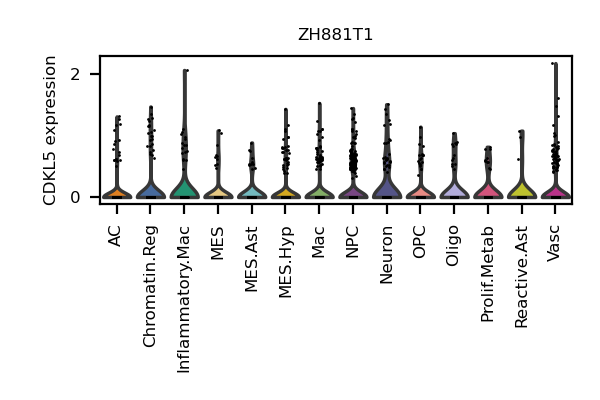 ZH881T1
CDKL5 expression
2
0
AC
Chromatin.Reg
Inflammatory.Mac
MES
MES.Ast
MES.Hyp
Mac
NPC
Neuron
OPC
Oligo
Prolif.Metab
Reactive.Ast
Vasc